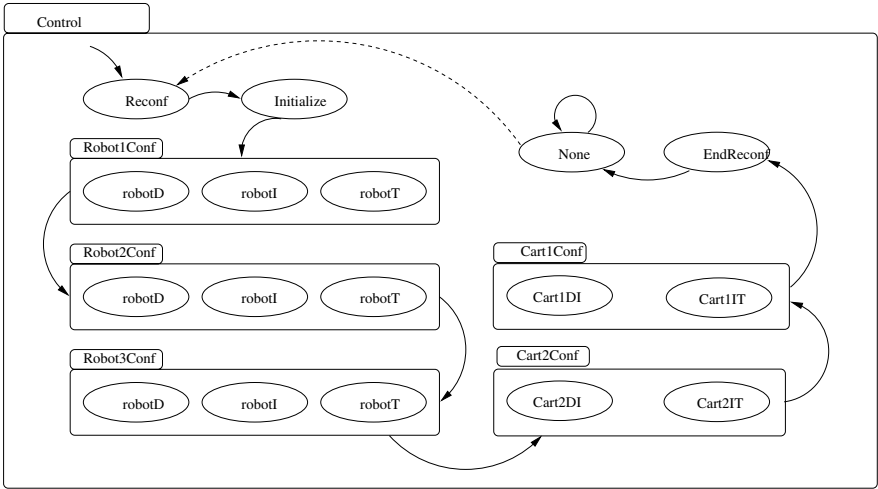 Control
Reconf
Initialize
None
EndReconf
Robot1Conf
robotD
robotI
robotT
Robot2Conf
robotD
robotI
robotT
Robot3Conf
robotD
robotI
robotT
Cart1Conf
Cart1DI
Cart1IT
Cart2Conf
Cart2DI
Cart2IT